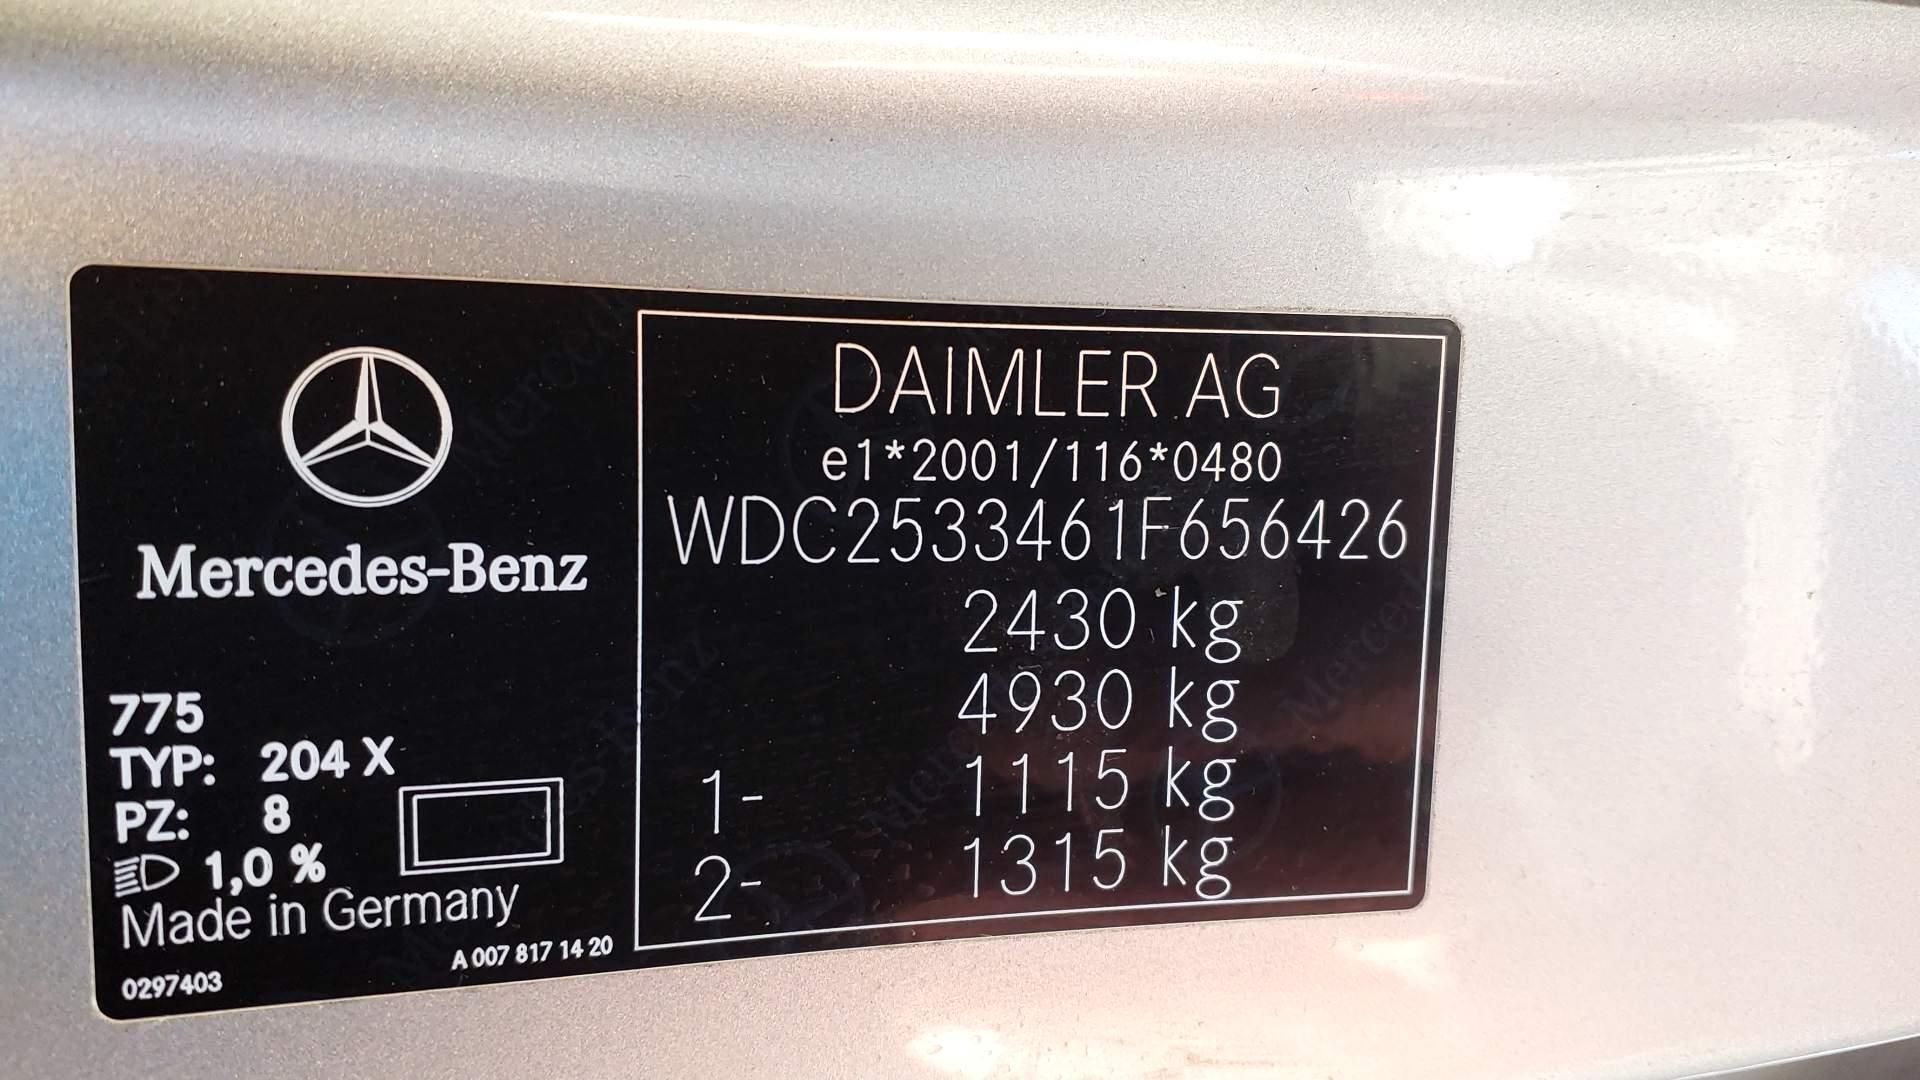 Mercedes-Benz
775
TYP: 204 X
PZ: 8
1,0 %
Made in Germany
A 007 817 14 20
0297403
DAIMLER AG
e1*2001/116*0480
WDC2533461F656426
2430 kg
4930 kg
1- 1115 kg
2- 1315 kg